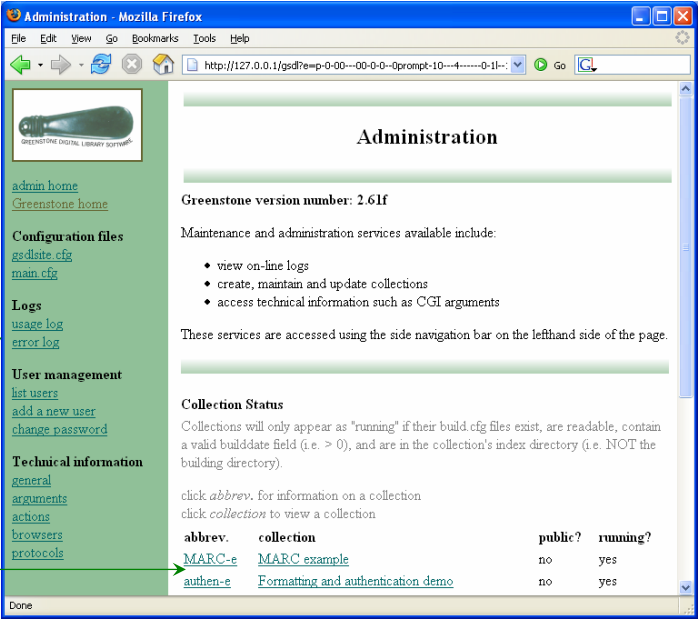 Administration - Mozilla Firefox
File Edit View Go Bookmarks Tools Help
http://127.0.0.1/gsdl?e=p-0-00---00-0-0--0prompt-10---4------0-1l--: Go G
GREENSTONE DIGITAL LIBRARY SOFTWARE
admin home
Greenstone home
Configuration files
gsdlsite.cfg
main.cfg
Logs
usage log
error log
User management
list users
add a new user
change password
Technical information
general
arguments
actions
browsers
protocols
Administration
Greenstone version number: 2.61f
Maintenance and administration services available include:
• view on-line logs
• create, maintain and update collections
• access technical information such as CGI arguments
These services are accessed using the side navigation bar on the lefthand side of the page.
Collection Status
Collections will only appear as "running" if their build.cfg files exist, are readable, contain
a valid builddate field (i.e. > 0), and are in the collection's index directory (i.e. NOT the
building directory).
click abbrev. for information on a collection
click collection to view a collection
abbrev. collection public? running?
MARC-e MARC example no yes
authen-e Formatting and authentication demo no yes
Done